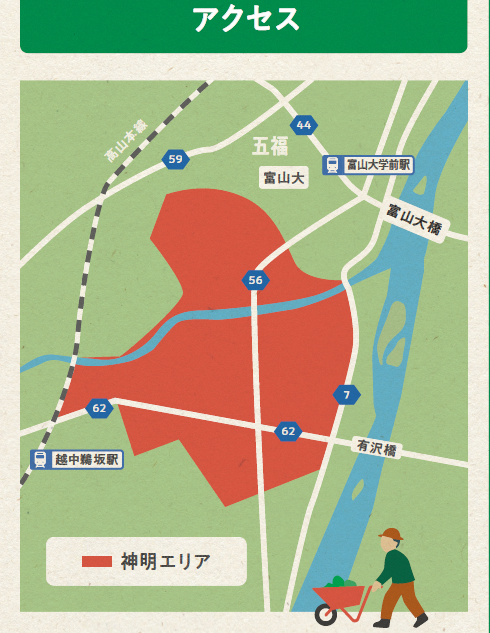 アクセス
高山本線
59
44
五福
富山大
富山大学前駅
富山大橋
56
7
62
62
有沢橋
越中鵜坂駅
神明エリア